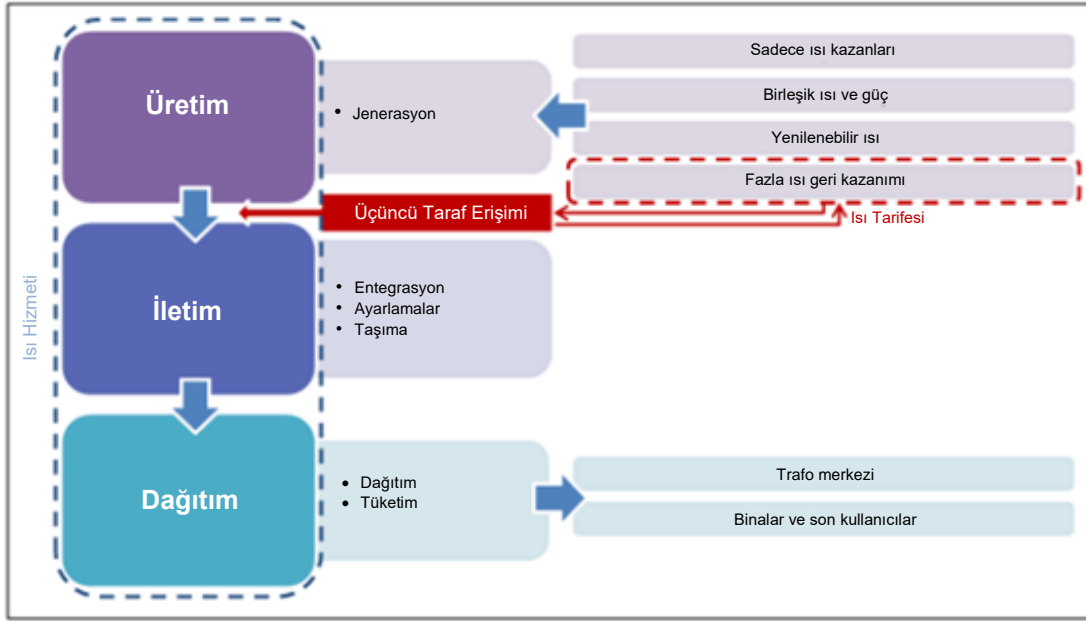 Isı Hizmeti
Üretim
• Jenerasyon
Sadece ısı kazanları
Birleşik ısı ve güç
Yenilenebilir ısı
Fazla ısı geri kazanımı
Üçüncü Taraf Erişimi
Isı Tarifesi
İletim
• Entegrasyon
• Ayarlamalar
• Taşıma
Dağıtım
• Dağıtım
• Tüketim
Trafo merkezi
Binalar ve son kullanıcılar